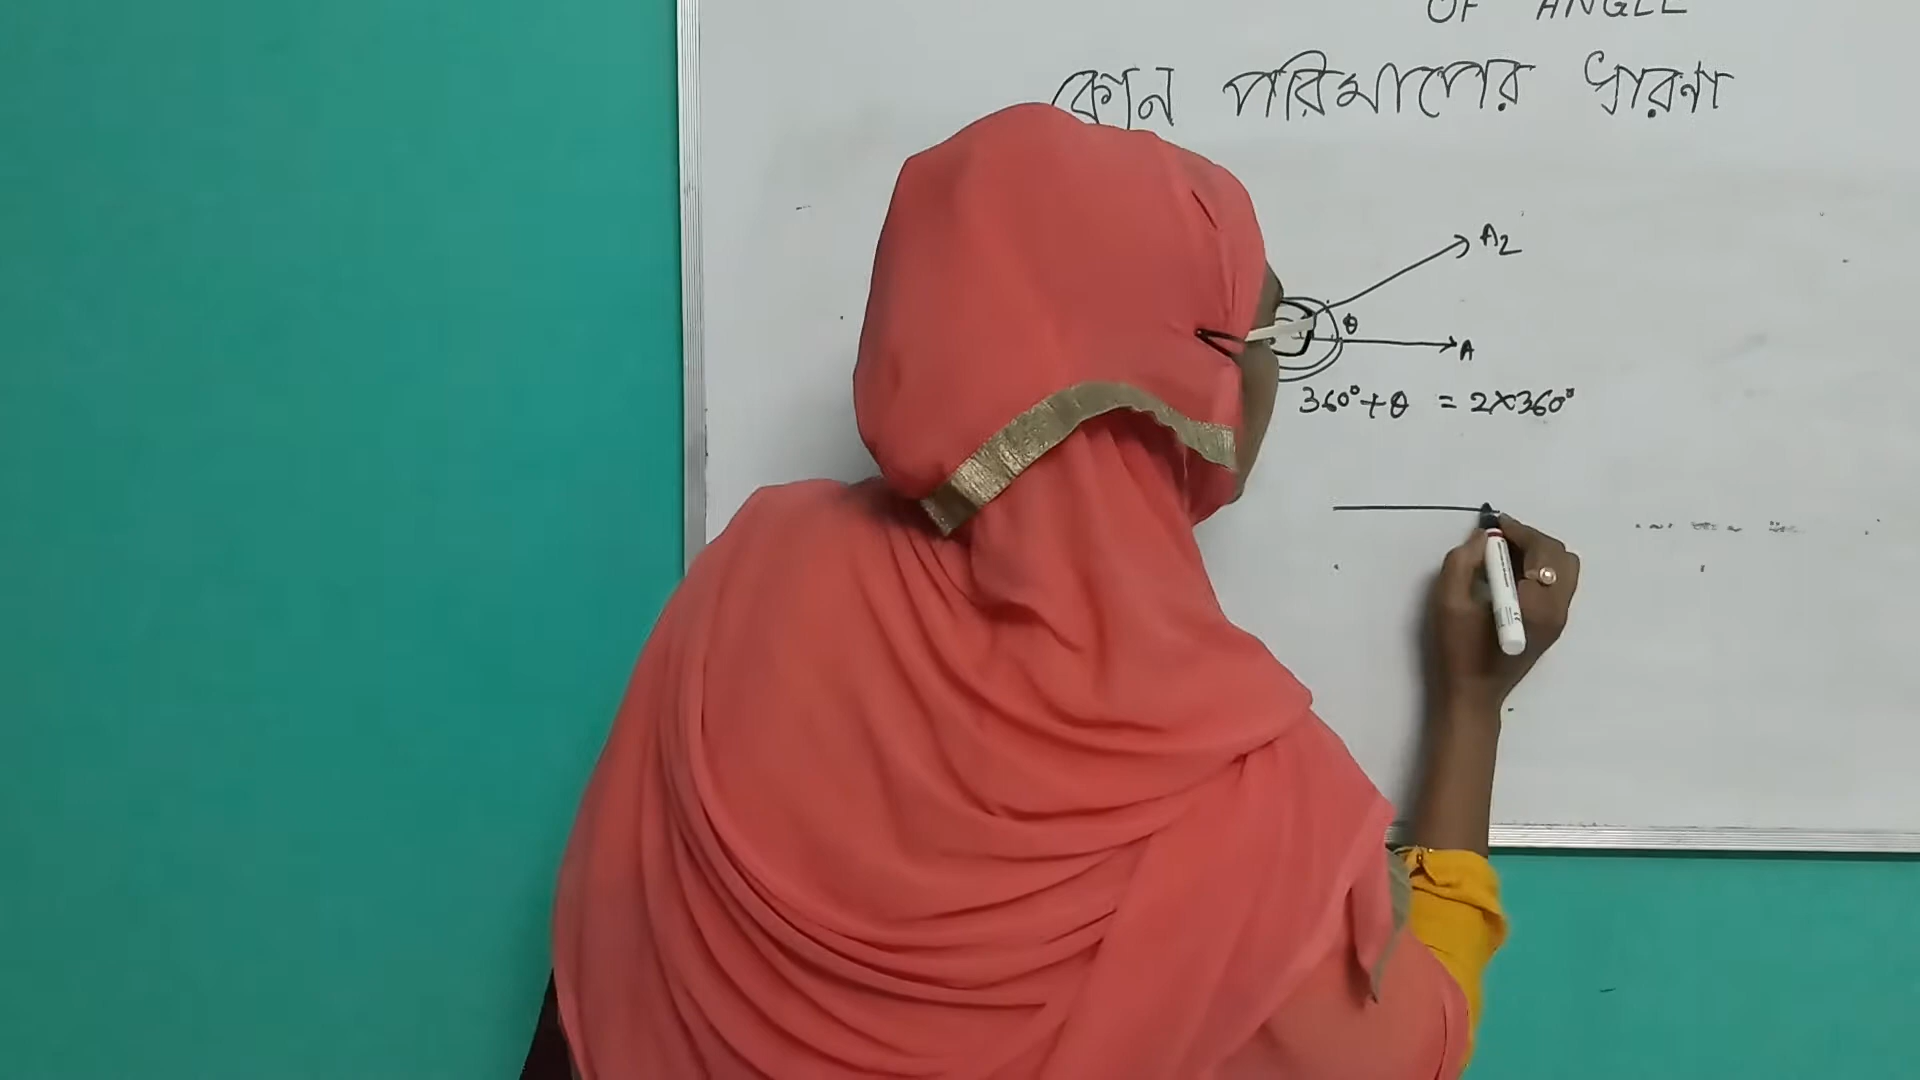 OF ANGLE
কোন পরিমাপের ধারণা
A2
θ
A
360°+θ = 2×360°